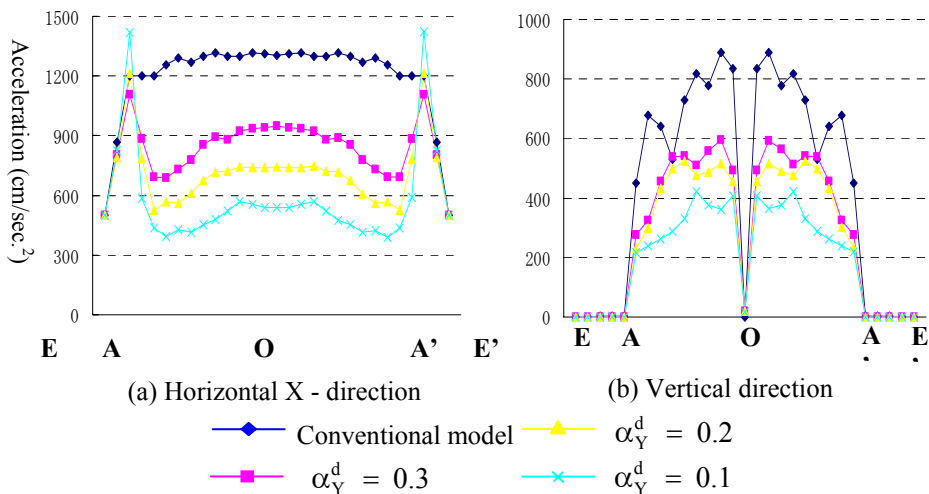 Acceleration (cm/sec.²)
1500
1200
900
600
300
0
E A O A' E'
(a) Horizontal X - direction
1000
800
600
400
200
0
E A O A' E'
(b) Vertical direction
Conventional model
α_Y^d = 0.2
α_Y^d = 0.3
α_Y^d = 0.1